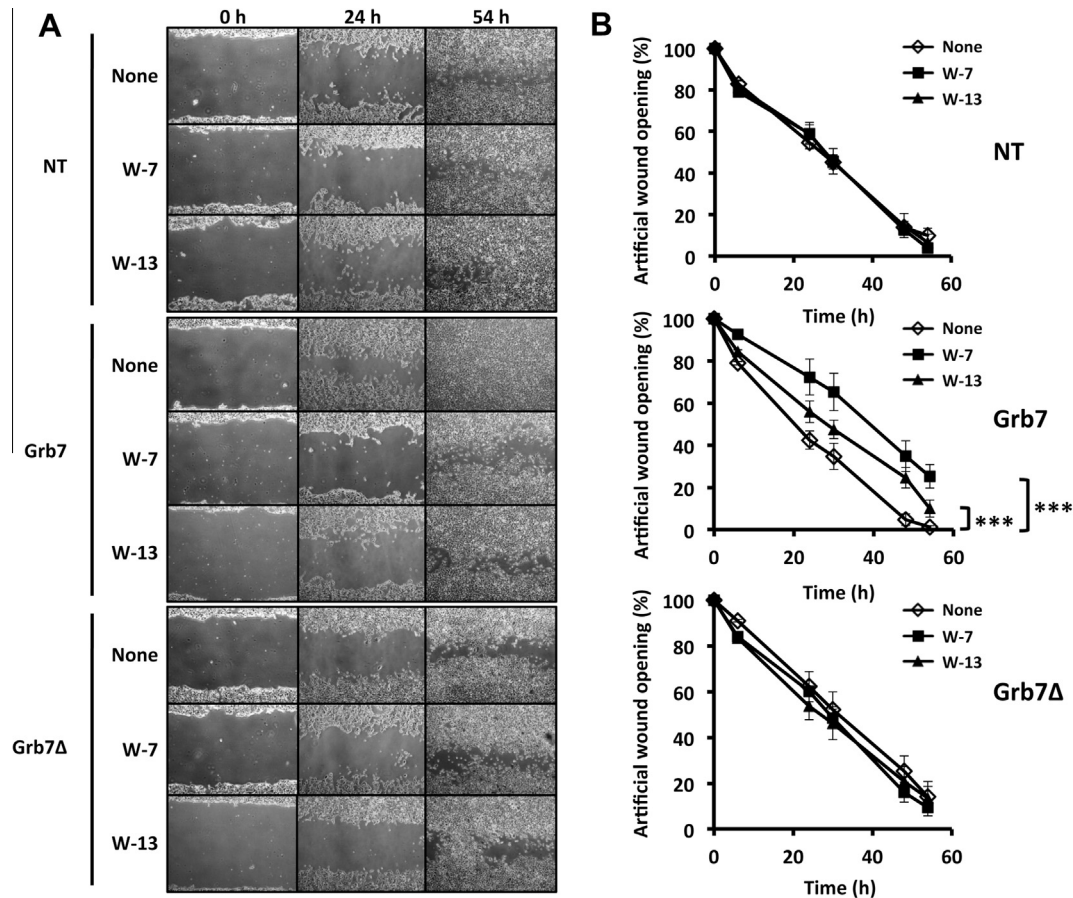 A
0 h 24 h 54 h
NT
None
W-7
W-13
Grb7
None
W-7
W-13
Grb7Δ
None
W-7
W-13
B
Artificial wound opening (%)
100
80
60
40
20
0
0 20 40 60
Time (h)
None
W-7
W-13
NT
Artificial wound opening (%)
100
80
60
40
20
0
0 20 40 60
Time (h)
None
W-7
W-13
Grb7
*** ***
Artificial wound opening (%)
100
80
60
40
20
0
0 20 40 60
Time (h)
None
W-7
W-13
Grb7Δ